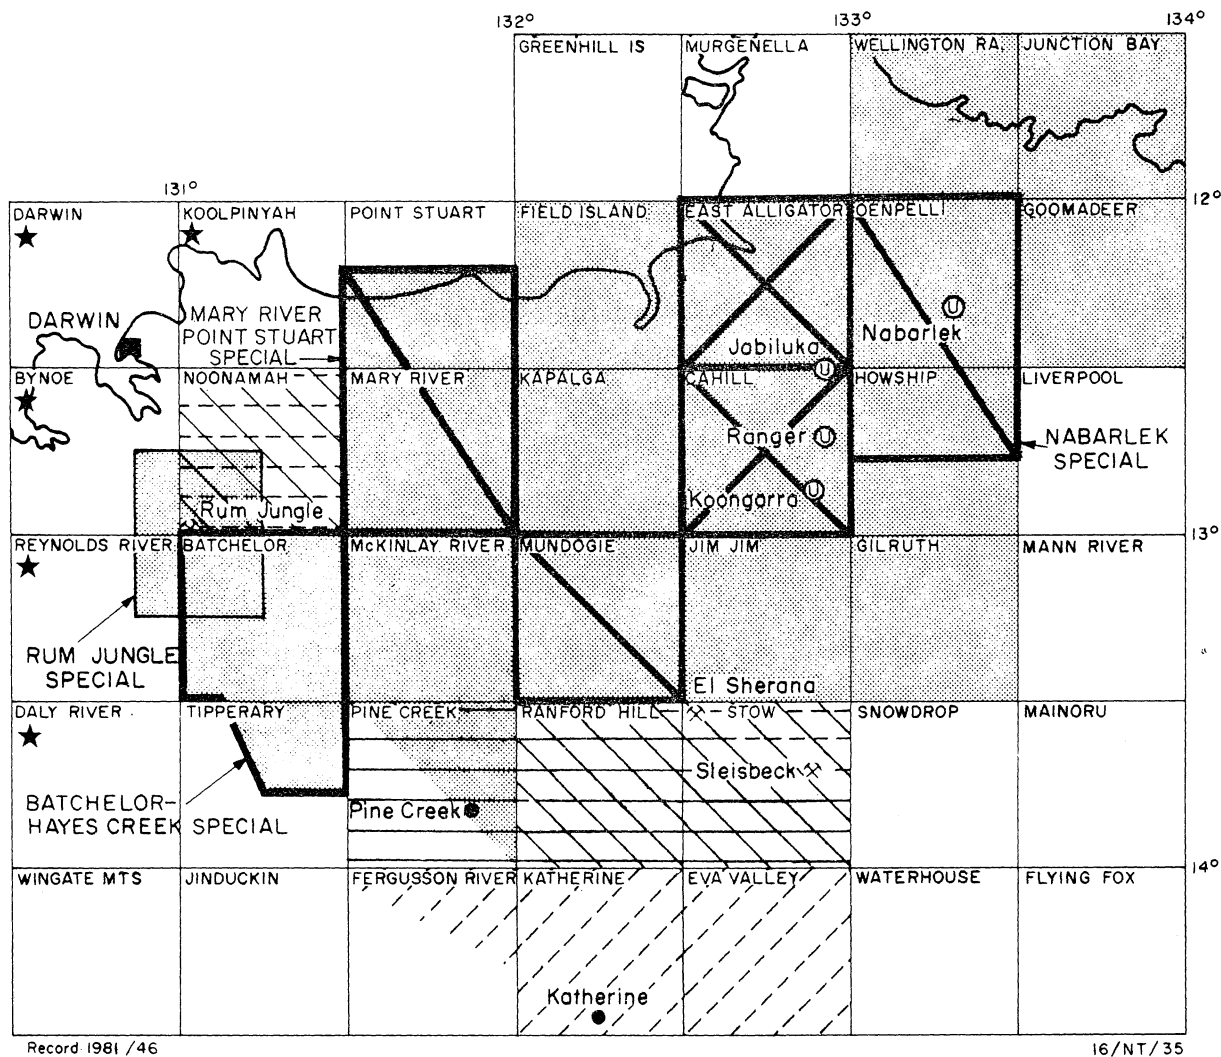 132° 133° 134°
GREENHILL IS MURGENELLA WELLINGTON RA. JUNCTION BAY
131°
12°
DARWIN KOOLPINYAH POINT STUART FIELD ISLAND EAST ALLIGATOR OENPELLI GOOMADEER
MARY RIVER
POINT STUART
SPECIAL
DARWIN
Nabarlek
Jabiluka
U
U
BYNOE NOONAMAH MARY RIVER KAPALGA CAHILL HOWSHIP LIVERPOOL
Ranger U
NABARLEK
SPECIAL
Koongarra U
Rum Jungle
13°
REYNOLDS RIVER BATCHELOR McKINLAY RIVER MUNDOGIE JIM JIM GILRUTH MANN RIVER
RUM JUNGLE
SPECIAL
El Sherana
DALY RIVER TIPPERARY PINE CREEK RANFORD HILL STOW SNOWDROP MAINORU
Sleisbeck
BATCHELOR-
HAYES CREEK SPECIAL
Pine Creek
14°
WINGATE MTS JINDUCKIN FERGUSSON RIVER KATHERINE EVA VALLEY WATERHOUSE FLYING FOX
Katherine
Record 1981/46 16/NT/35